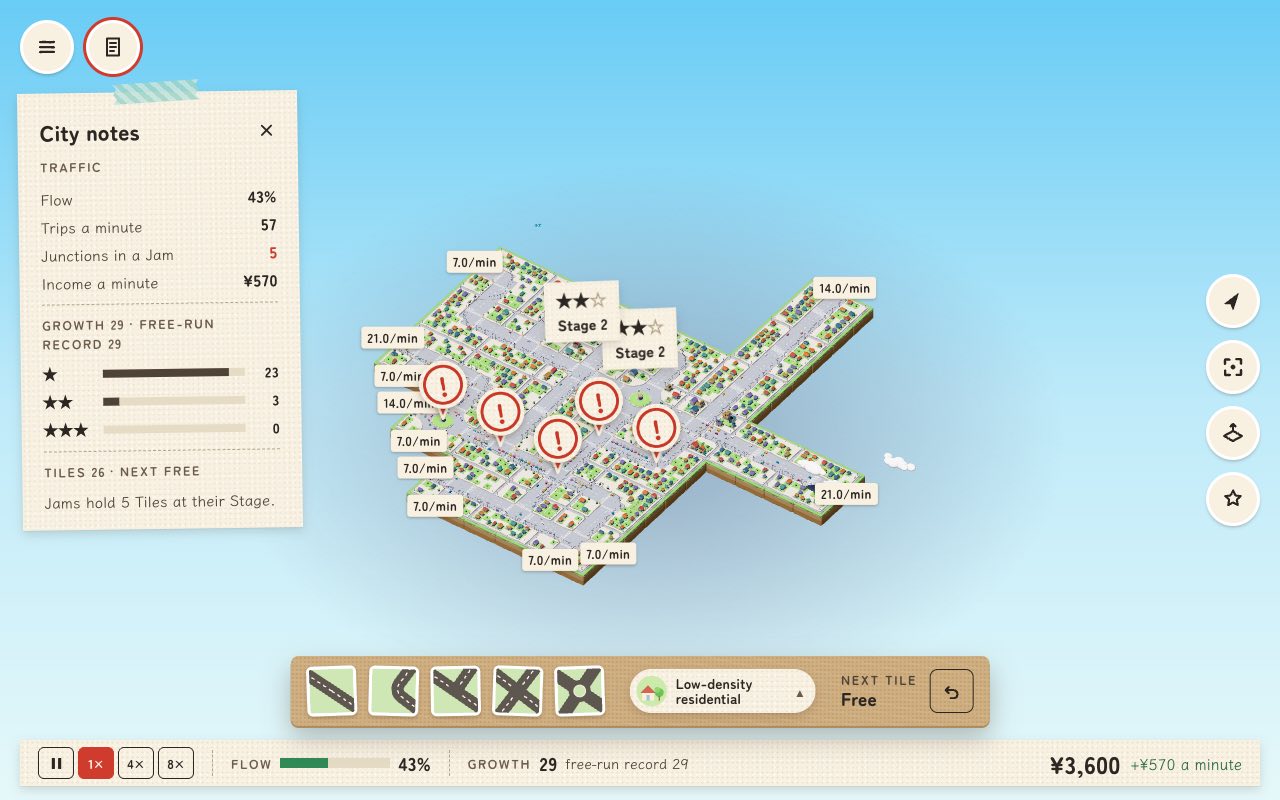 City notes
TRAFFIC
Flow 43%
Trips a minute 57
Junctions in a Jam 5
Income a minute ¥570
GROWTH 29 · FREE-RUN
RECORD 29
★ 23
★★ 3
★★★ 0
TILES 26 · NEXT FREE
Jams hold 5 Tiles at their Stage.
7.0/min
14.0/min
★★☆
Stage 2
★★☆
Stage 2
21.0/min
7.0/min
14.0/min
7.0/min
7.0/min
21.0/min
7.0/min
7.0/min
7.0/min
Low-density
residential
NEXT TILE
Free
1×
4×
8×
FLOW 43%
GROWTH 29 free-run record 29
¥3,600 +¥570 a minute